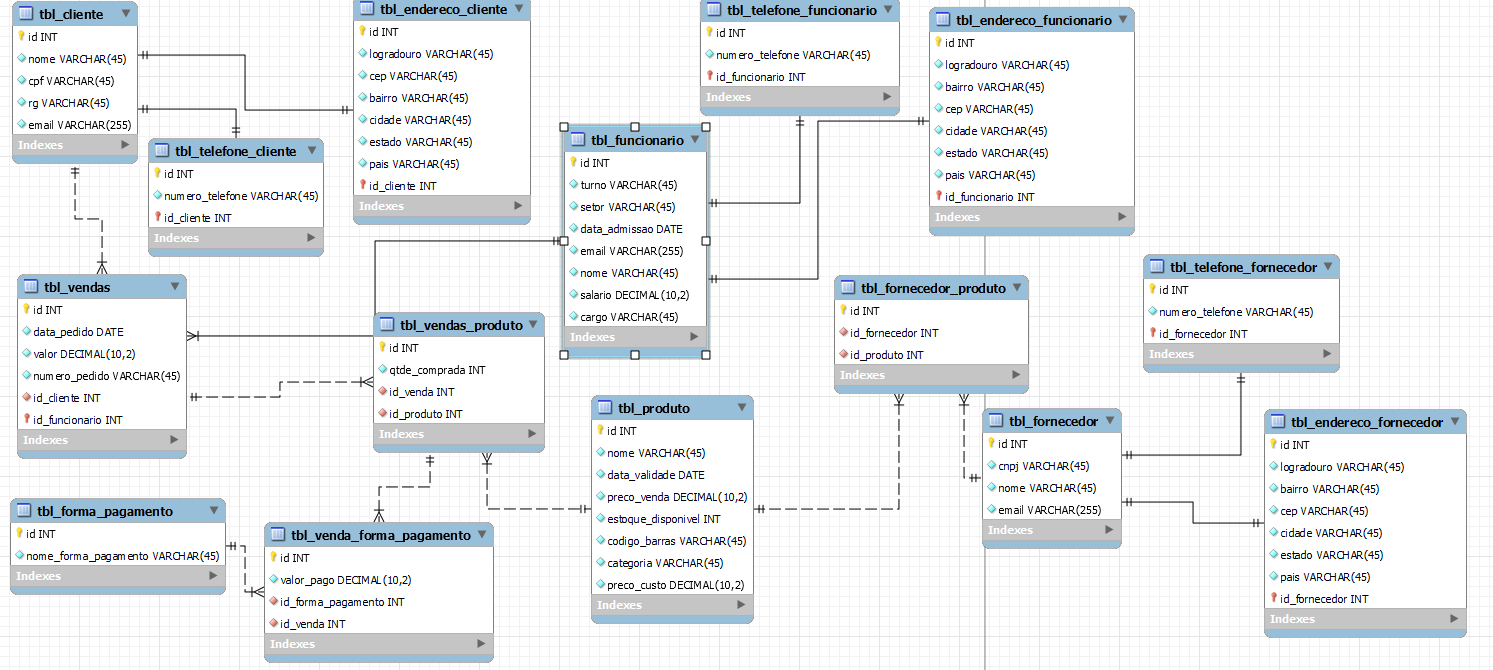 tbl_cliente
id INT
nome VARCHAR(45)
cpf VARCHAR(45)
rg VARCHAR(45)
email VARCHAR(255)
Indexes
tbl_endereco_cliente
id INT
logradouro VARCHAR(45)
cep VARCHAR(45)
bairro VARCHAR(45)
cidade VARCHAR(45)
estado VARCHAR(45)
pais VARCHAR(45)
id_cliente INT
Indexes
tbl_telefone_funcionario
id INT
numero_telefone VARCHAR(45)
id_funcionario INT
Indexes
tbl_endereco_funcionario
id INT
logradouro VARCHAR(45)
bairro VARCHAR(45)
cep VARCHAR(45)
cidade VARCHAR(45)
estado VARCHAR(45)
pais VARCHAR(45)
id_funcionario INT
Indexes
tbl_telefone_cliente
id INT
numero_telefone VARCHAR(45)
id_cliente INT
Indexes
tbl_funcionario
id INT
turno VARCHAR(45)
setor VARCHAR(45)
data_admissao DATE
email VARCHAR(255)
nome VARCHAR(45)
salario DECIMAL(10,2)
cargo VARCHAR(45)
Indexes
tbl_vendas
id INT
data_pedido DATE
valor DECIMAL(10,2)
numero_pedido VARCHAR(45)
id_cliente INT
id_funcionario INT
Indexes
tbl_vendas_produto
id INT
qtde_comprada INT
id_venda INT
id_produto INT
Indexes
tbl_fornecedor_produto
id INT
id_fornecedor INT
id_produto INT
Indexes
tbl_telefone_fornecedor
id INT
numero_telefone VARCHAR(45)
id_fornecedor INT
Indexes
tbl_produto
id INT
nome VARCHAR(45)
data_validade DATE
preco_venda DECIMAL(10,2)
estoque_disponivel INT
codigo_barras VARCHAR(45)
categoria VARCHAR(45)
preco_custo DECIMAL(10,2)
Indexes
tbl_fornecedor
id INT
cnpj VARCHAR(45)
nome VARCHAR(45)
email VARCHAR(255)
Indexes
tbl_endereco_fornecedor
id INT
logradouro VARCHAR(45)
bairro VARCHAR(45)
cep VARCHAR(45)
cidade VARCHAR(45)
estado VARCHAR(45)
pais VARCHAR(45)
id_fornecedor INT
Indexes
tbl_forma_pagamento
id INT
nome_forma_pagamento VARCHAR(45)
Indexes
tbl_venda_forma_pagamento
id INT
valor_pago DECIMAL(10,2)
id_forma_pagamento INT
id_venda INT
Indexes